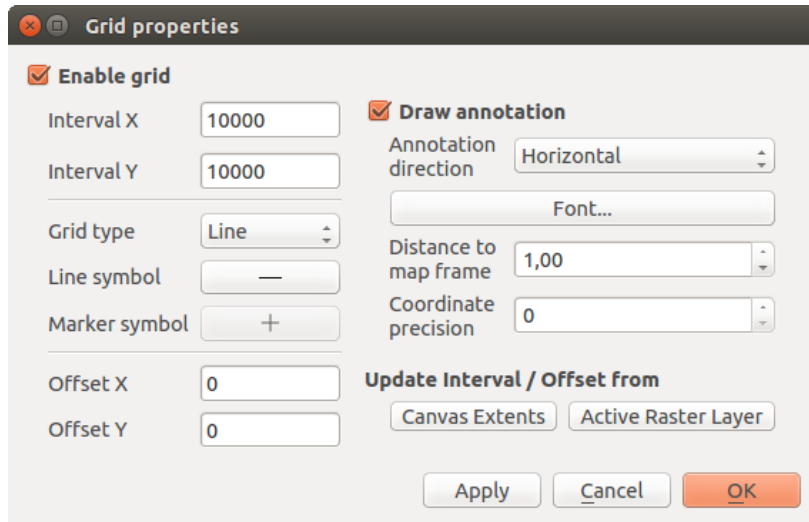 Grid properties
Enable grid
Interval X 10000
Interval Y 10000
Grid type Line
Line symbol
Marker symbol
Offset X 0
Offset Y 0
Draw annotation
Annotation
direction
Horizontal
Font...
Distance to
map frame
1,00
Coordinate
precision
0
Update Interval / Offset from
Canvas Extents Active Raster Layer
Apply Cancel OK